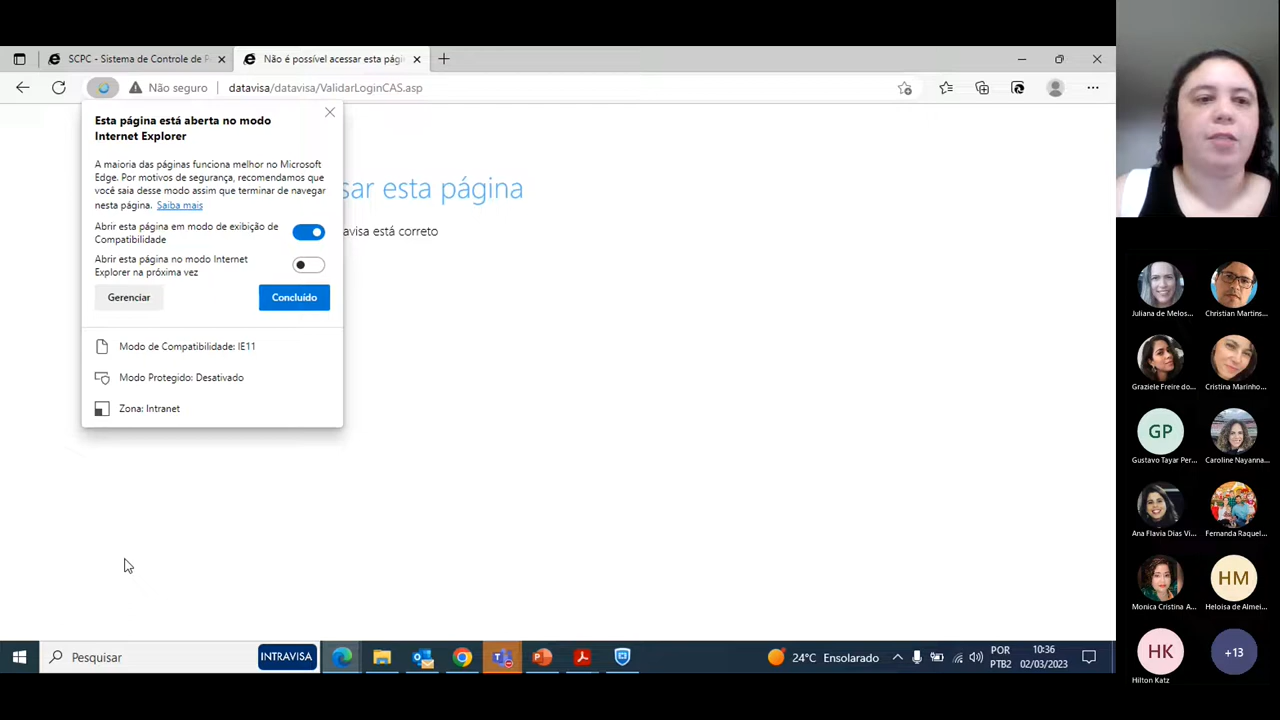 SCPC - Sistema de Controle de P
Não é possível acessar esta pági
Não seguro
datavisa/datavisa/ValidarLoginCAS.asp
Esta página está aberta no modo
Internet Explorer
A maioria das páginas funciona melhor no Microsoft
Edge. Por motivos de segurança, recomendamos que
você saia desse modo assim que terminar de navegar
nesta página. Saiba mais
Abrir esta página em modo de exibição de
Compatibilidade
Abrir esta página no modo Internet
Explorer na próxima vez
Gerenciar
Concluído
Modo de Compatibilidade: IE11
Modo Protegido: Desativado
Zona: Intranet
sar esta página
avisa está correto
Juliana de Melos...
Christian Martins...
Graziele Freire do...
Cristina Marinho...
GP
Gustavo Tayar Per...
Caroline Nayanna...
Ana Flavia Dias Vi...
Fernanda Raquel...
Monica Cristina A...
HM
Heloisa de Almei...
HK
Hilton Katz
+13
Pesquisar
INTRAVISA
24°C Ensolarado
POR
PTB2
10:36
02/03/2023